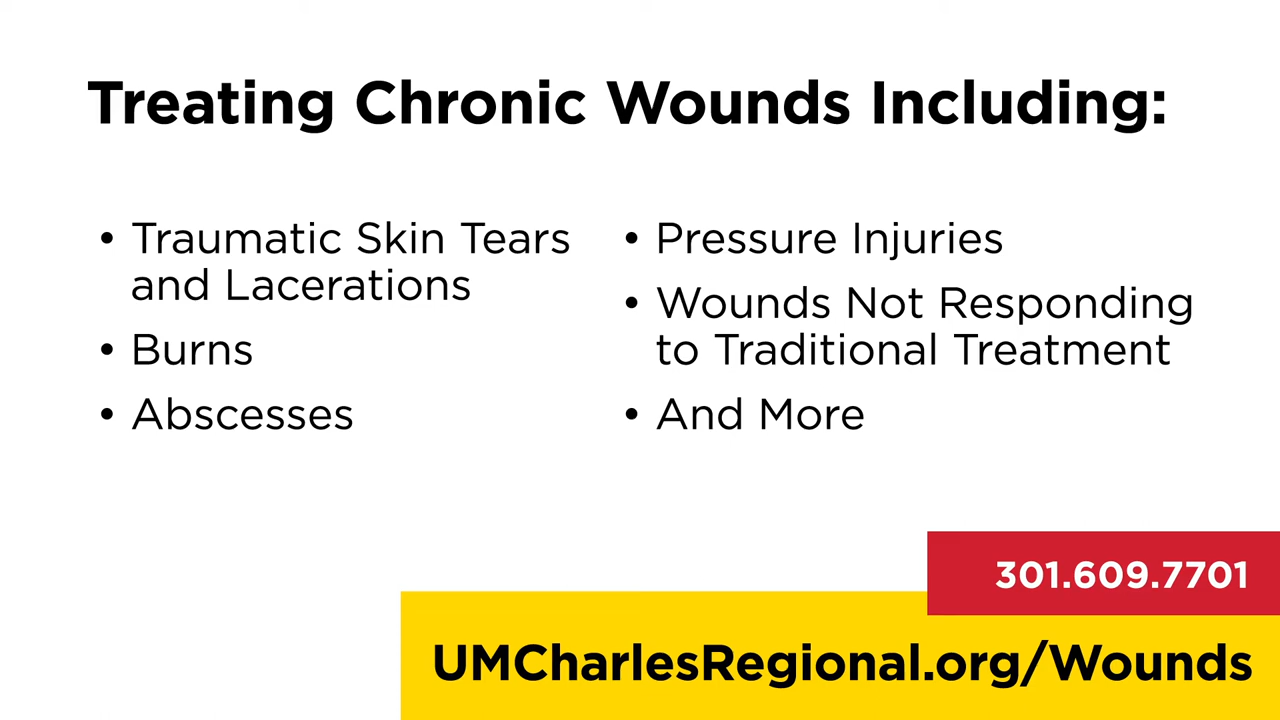 Treating Chronic Wounds Including:
• Traumatic Skin Tears
and Lacerations
• Burns
• Abscesses
• Pressure Injuries
• Wounds Not Responding
to Traditional Treatment
• And More
301.609.7701
UMCharlesRegional.org/Wounds